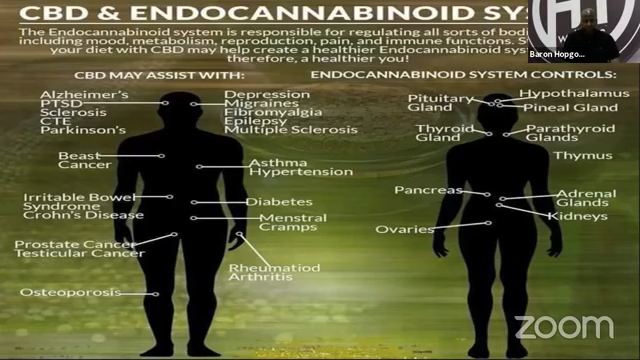 CBD & ENDOCANNABINOID SY
The Endocannabinoid system is responsible for regulating all sorts of
including mood, metabolism, reproduction, pain, and immune functions.
your diet with CBD may help create a healthier Endocannabinoid
therefore, a healthier you!
Baron Hopgo...
CBD MAY ASSIST WITH:
Alzheimer's
PTSD
Sclerosis
CTE
Parkinson's
Depression
Migraines
Fibromyalgia
Epilepsy
Multiple Sclerosis
Beast
Cancer
Asthma
Hypertension
Irritable Bowel
Syndrome
Crohn's Disease
Diabetes
Menstral
Cramps
Prostate Cancer
Testicular Cancer
Rheumatiod
Arthritis
Osteoporosis
ENDOCANNABINOID SYSTEM CONTROLS:
Pituitary
Gland
Hypothalamus
Pineal Gland
Thyroid
Gland
Parathyroid
Glands
Thymus
Pancreas
Adrenal
Glands
Kidneys
Ovaries
zoom